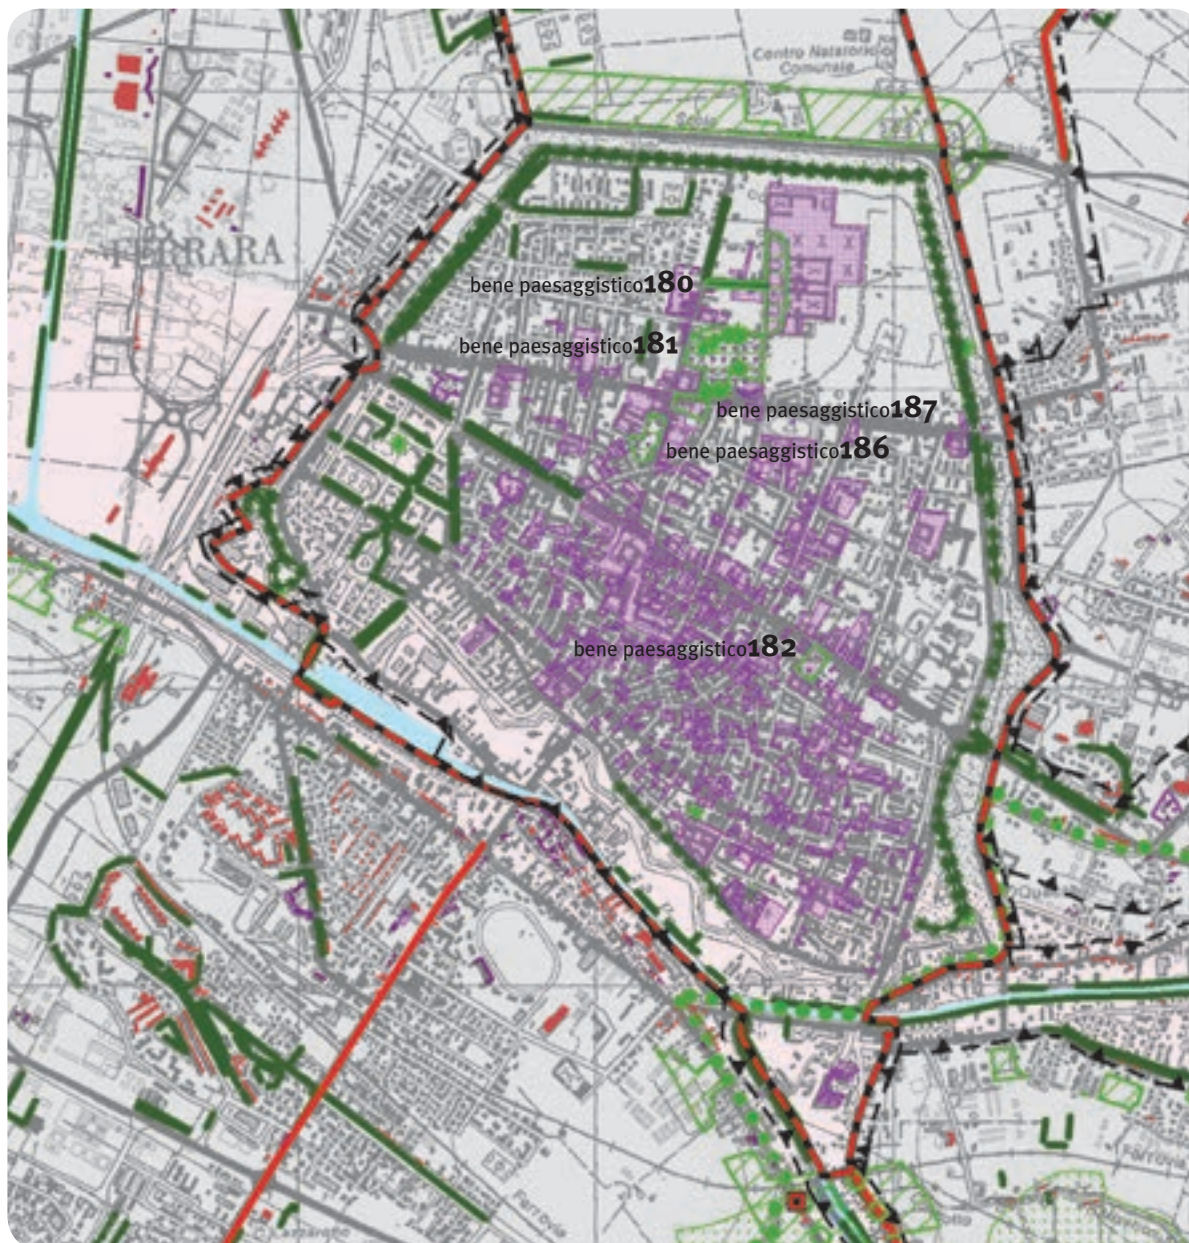 Centro Natatorio
Comunale
FERRARA
bene paesaggistico180
bene paesaggistico181
bene paesaggistico187
bene paesaggistico186
bene paesaggistico182
Ferrovia